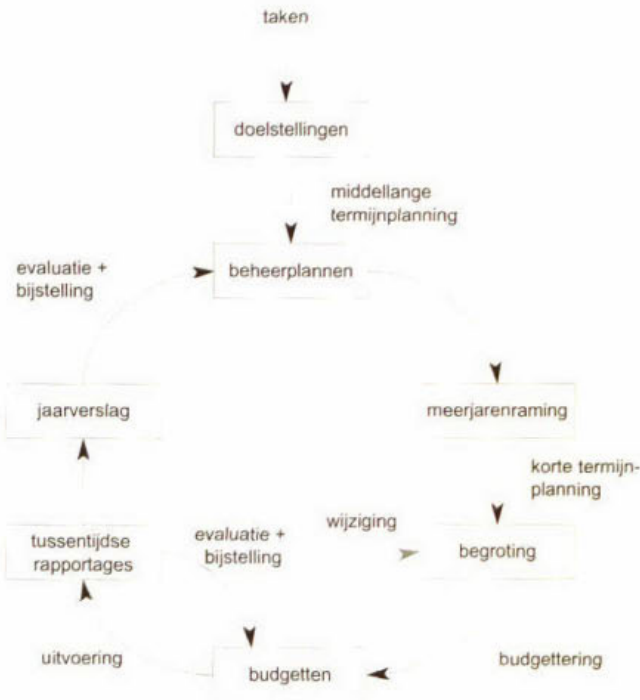 taken
doelstellingen
middellange
termijnplanning
evaluatie +
bijstelling
beheerplannen
jaarverslag
meerjarenraming
korte termijn-
planning
tussentijdse
rapportages
evaluatie +
bijstelling
wijziging
begroting
uitvoering
budgetten
budgettering